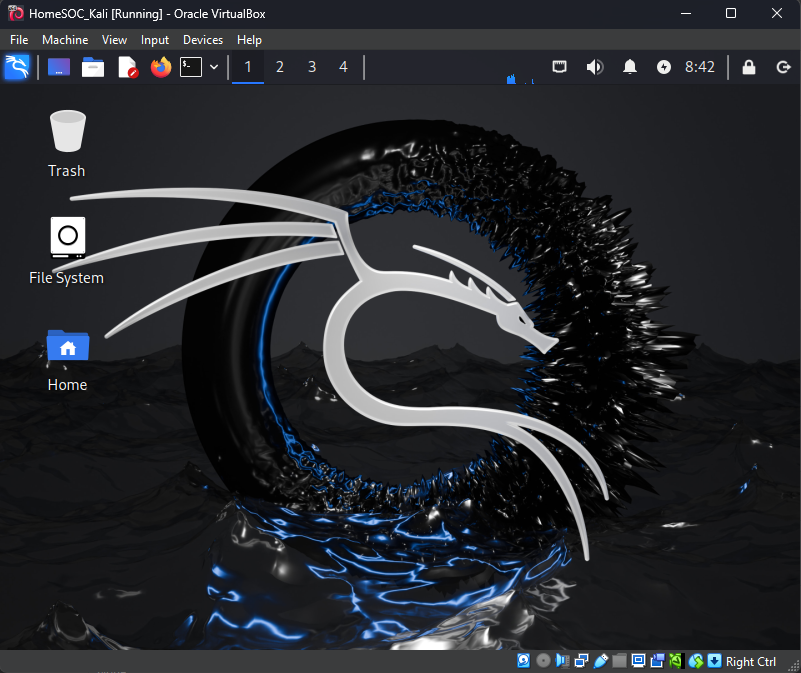 HomeSOC_Kali [Running] - Oracle VirtualBox
File Machine View Input Devices Help
1 2 3 4 8:42
Trash
File System
Home
Right Ctrl